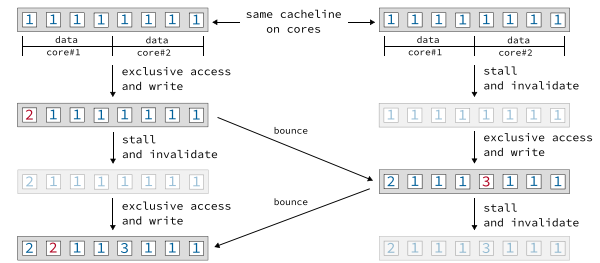 1 1 1 1 1 1 1 1
same cacheline
on cores
1 1 1 1 1 1 1 1
data data
core#1 core#2
data data
core#1 core#2
exclusive access
and write
stall
and invalidate
2 1 1 1 1 1 1 1
1 1 1 1 1 1 1 1
bounce
stall
and invalidate
exclusive access
and write
2 1 1 1 1 1 1 1
2 1 1 1 3 1 1 1
bounce
exclusive access
and write
stall
and invalidate
2 2 1 1 3 1 1 1
2 1 1 1 3 1 1 1